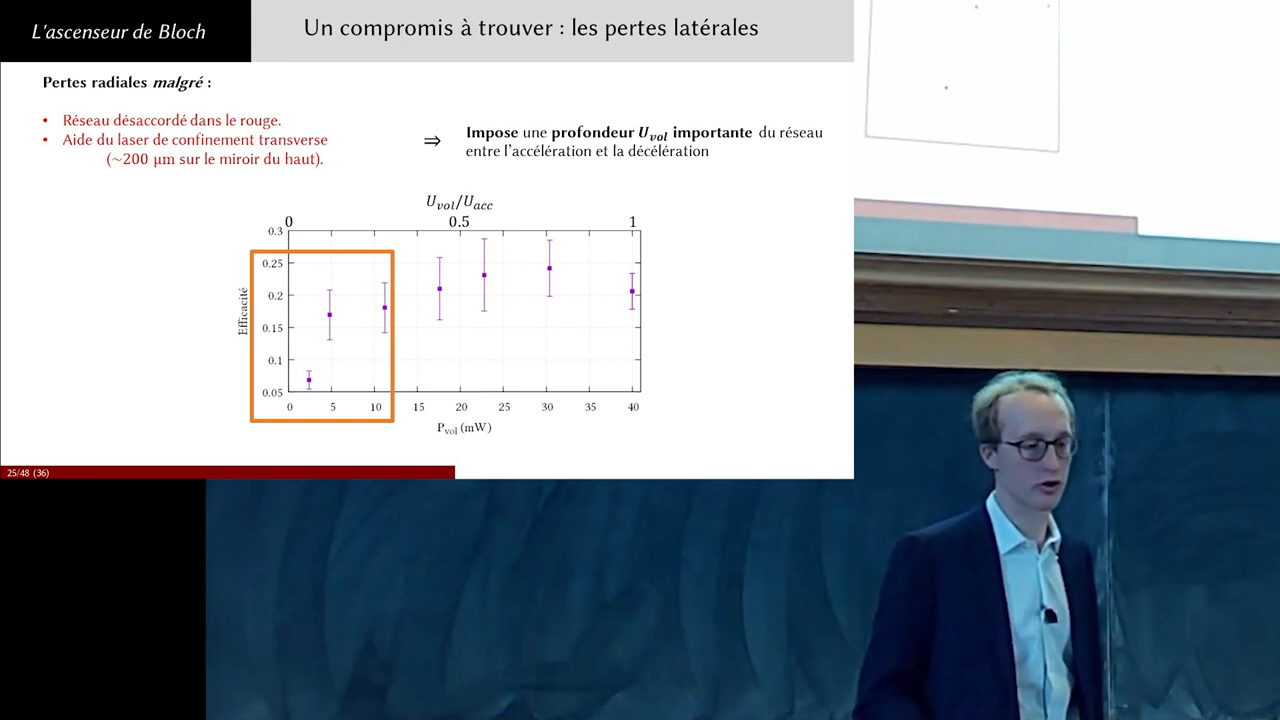 L'ascenseur de Bloch
Un compromis à trouver : les pertes latérales
Pertes radiales malgré :
• Réseau désaccordé dans le rouge.
• Aide du laser de confinement transverse
(~200 µm sur le miroir du haut).
⇒
Impose une profondeur U_vol importante du réseau
entre l'accélération et la décélération
U_vol/U_acc
0 0.5 1
0.3
0.25
0.2
0.15
0.1
0.05
Efficacité
0 5 10 15 20 25 30 35 40
P_vol (mW)
25/48 (36)